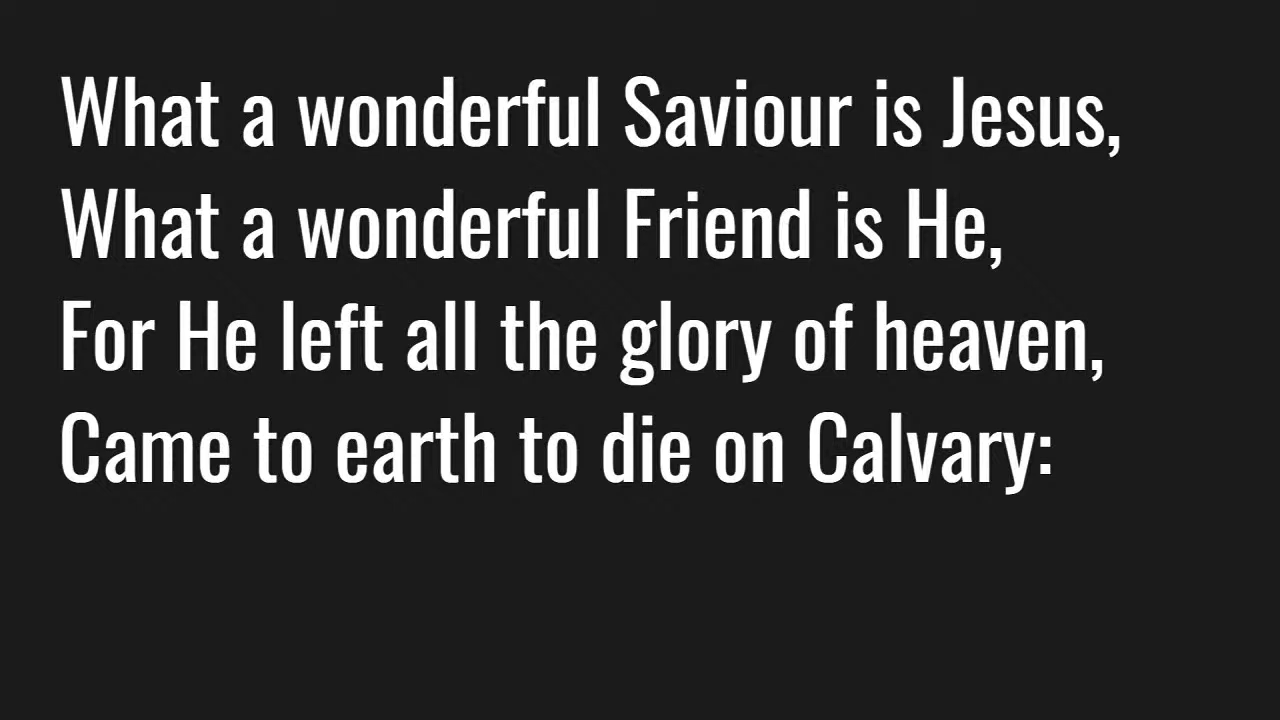 What a wonderful Saviour is Jesus,
What a wonderful Friend is He,
For He left all the glory of heaven,
Came to earth to die on Calvary: